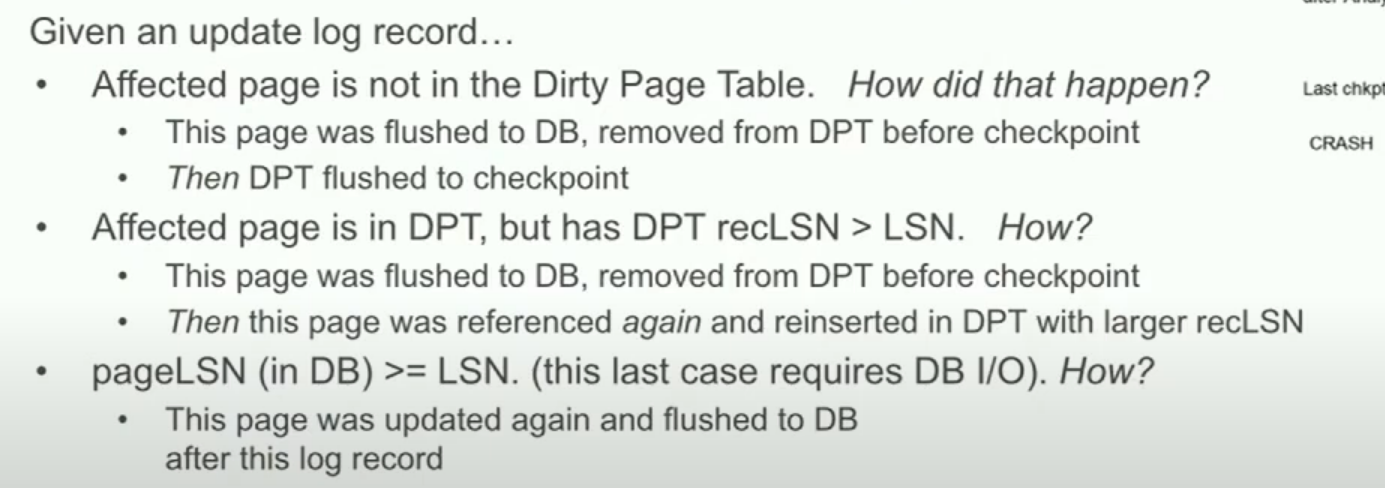 Given an update log record…
• Affected page is not in the Dirty Page Table. How did that happen?
• This page was flushed to DB, removed from DPT before checkpoint
• Then DPT flushed to checkpoint
• Affected page is in DPT, but has DPT recLSN > LSN. How?
• This page was flushed to DB, removed from DPT before checkpoint
• Then this page was referenced again and reinserted in DPT with larger recLSN
• pageLSN (in DB) >= LSN. (this last case requires DB I/O). How?
• This page was updated again and flushed to DB
after this log record
Last chkpt
CRASH